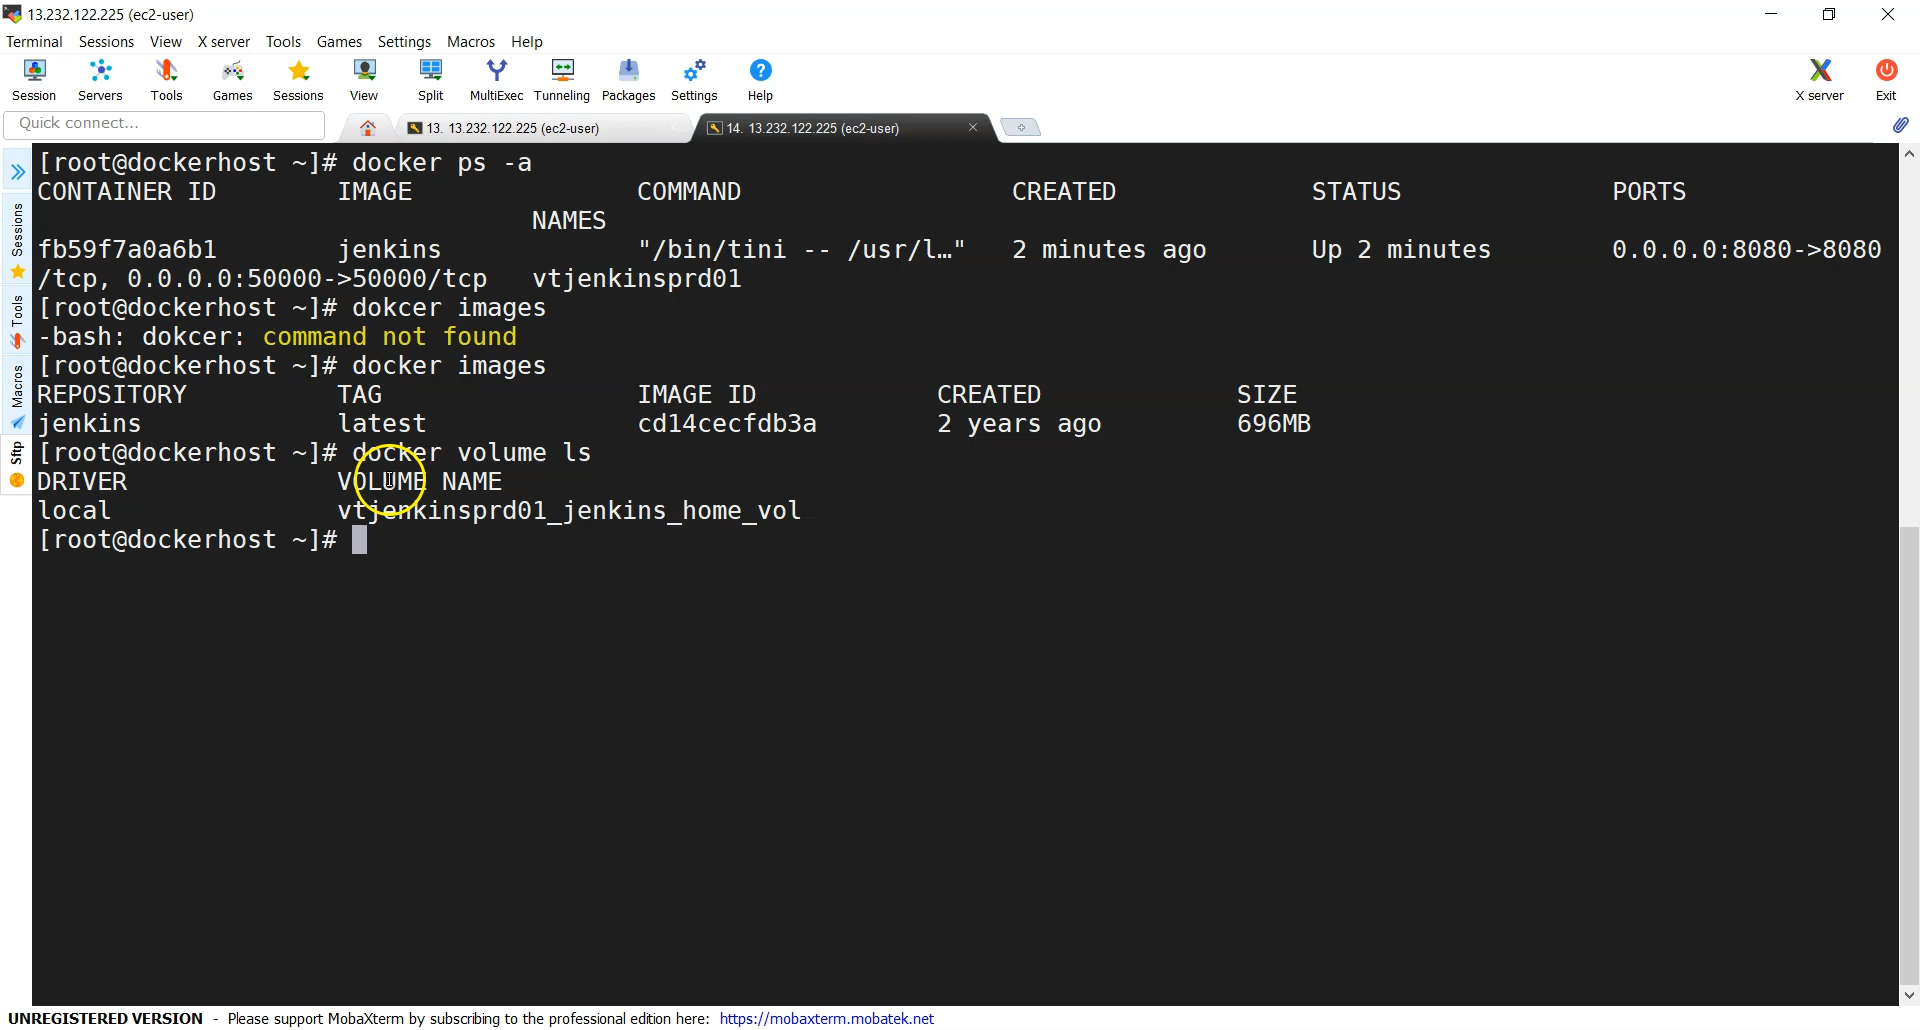 13.232.122.225 (ec2-user)
Terminal Sessions View X server Tools Games Settings Macros Help
Session Servers Tools Games Sessions View Split MultiExec Tunneling Packages Settings Help X server Exit
Quick connect...
13. 13.232.122.225 (ec2-user)
14. 13.232.122.225 (ec2-user)
Sessions
Tools
Macros
Sftp
[root@dockerhost ~]# docker ps -a
CONTAINER ID IMAGE COMMAND CREATED STATUS PORTS
NAMES
fb59f7a0a6b1 jenkins "/bin/tini -- /usr/l…" 2 minutes ago Up 2 minutes 0.0.0.0:8080->8080
/tcp, 0.0.0.0:50000->50000/tcp vtjenkinsprd01
[root@dockerhost ~]# dokcer images
-bash: dokcer: command not found
[root@dockerhost ~]# docker images
REPOSITORY TAG IMAGE ID CREATED SIZE
jenkins latest cd14cecfdb3a 2 years ago 696MB
[root@dockerhost ~]# docker volume ls
DRIVER VOLUME NAME
local vtjenkinsprd01_jenkins_home_vol
[root@dockerhost ~]#
UNREGISTERED VERSION - Please support MobaXterm by subscribing to the professional edition here: https://mobaxterm.mobatek.net